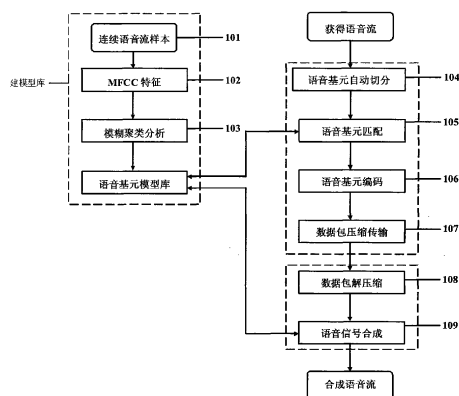 连续语音流样本
101
MFCC 特征
102
模糊聚类分析
103
语音基元模型库
建模型库
获得语音流
语音基元自动切分
104
语音基元匹配
105
语音基元编码
106
数据包压缩传输
107
数据包解压缩
108
语音信号合成
109
合成语音流